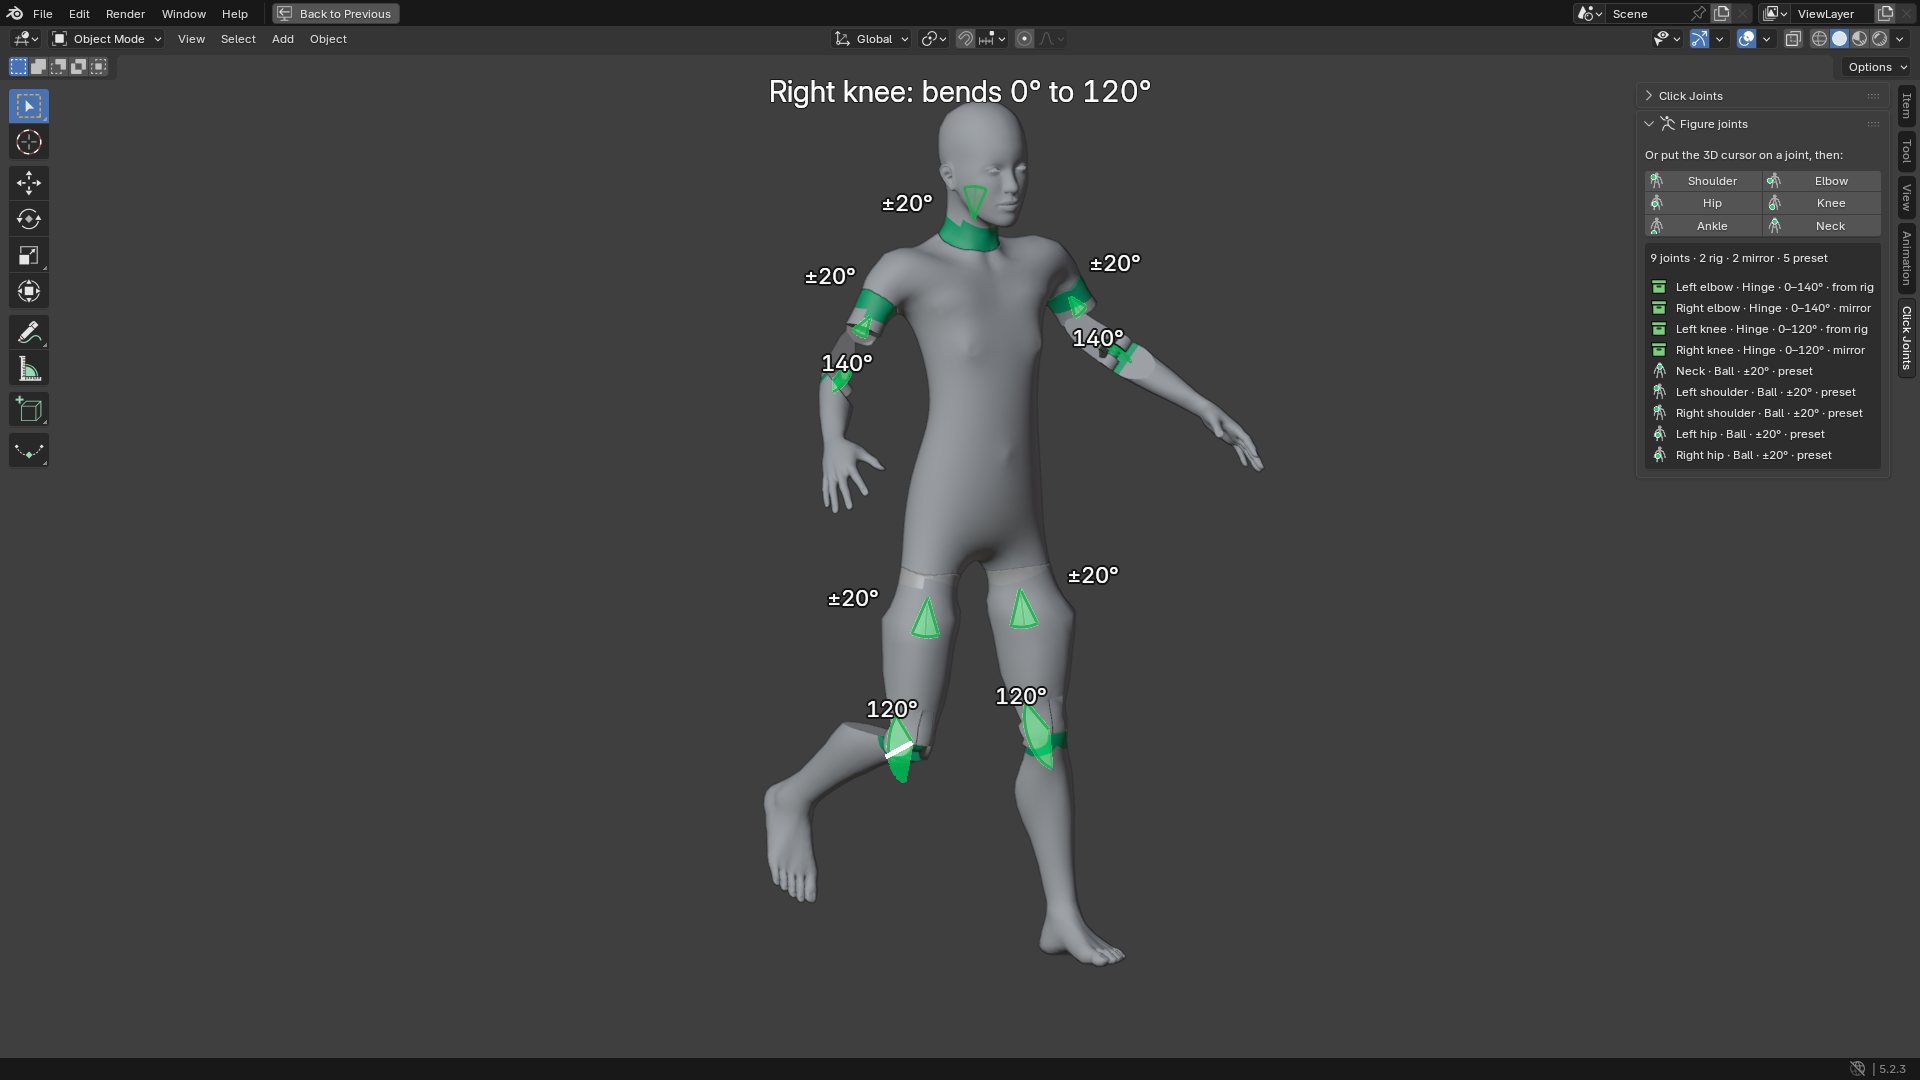 File Edit Render Window Help Back to Previous Scene ViewLayer
Object Mode View Select Add Object Global
Options
Right knee: bends 0° to 120°
Click Joints
Figure joints
Or put the 3D cursor on a joint, then:
Shoulder Elbow
Hip Knee
Ankle Neck
9 joints · 2 rig · 2 mirror · 5 preset
Left elbow · Hinge · 0–140° · from rig
Right elbow · Hinge · 0–140° · mirror
Left knee · Hinge · 0–120° · from rig
Right knee · Hinge · 0–120° · mirror
Neck · Ball · ±20° · preset
Left shoulder · Ball · ±20° · preset
Right shoulder · Ball · ±20° · preset
Left hip · Ball · ±20° · preset
Right hip · Ball · ±20° · preset
Item
Tool
View
Animation
Click Joints
±20°
±20°
±20°
140°
140°
±20°
±20°
120°
120°
5.2.3